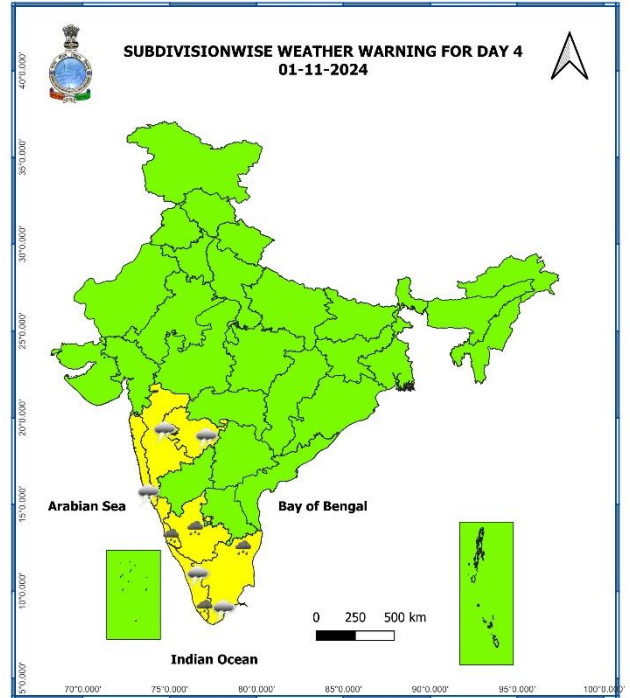 SUBDIVISIONWISE WEATHER WARNING FOR DAY 4
01-11-2024
40°0.000'
35°0.000'
30°0.000'
25°0.000'
20°0.000'
15°0.000'
10°0.000'
5°0.000'
Arabian Sea
Bay of Bengal
0 250 500 km
Indian Ocean
70°0.000' 75°0.000' 80°0.000' 85°0.000' 90°0.000' 95°0.000' 100°0.000'